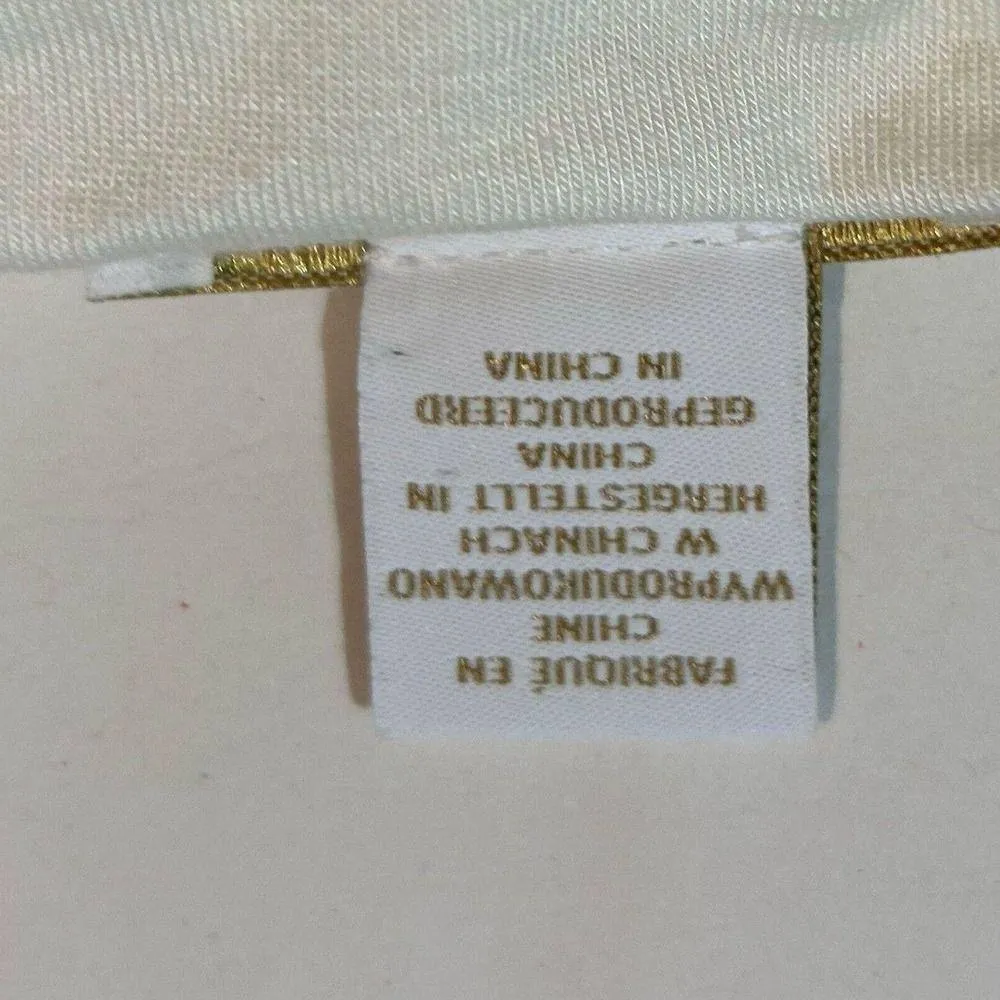 FABRIQUÉ EN
CHINE
WYPRODUKOWANO
W CHINACH
HERGESTELLT IN
CHINA
GEPRODUCEERD
IN CHINA